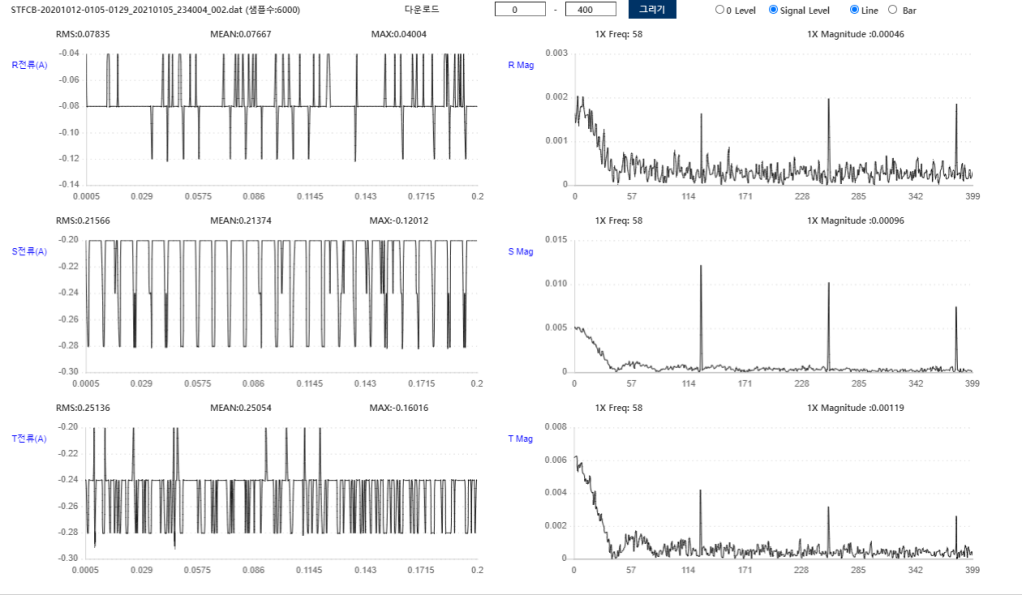 STFCB-20201012-0105-0129_20210105_234004_002.dat (샘플수:6000) 다운로드 0 - 400 그리기 0 Level Signal Level Line Bar
RMS:0.07835 MEAN:0.07667 MAX:0.04004 1X Freq: 58 1X Magnitude :0.00046
R전류(A) R Mag
-0.04
-0.06
-0.08
-0.10
-0.12
-0.14
0.0005 0.029 0.0575 0.086 0.1145 0.143 0.1715 0.2
0.003
0.002
0.001
0
0 57 114 171 228 285 342 399
RMS:0.21566 MEAN:0.21374 MAX:-0.12012 1X Freq: 58 1X Magnitude :0.00096
S전류(A) S Mag
-0.20
-0.22
-0.24
-0.26
-0.28
-0.30
0.0005 0.029 0.0575 0.086 0.1145 0.143 0.1715 0.2
0.015
0.010
0.005
0
0 57 114 171 228 285 342 399
RMS:0.25136 MEAN:0.25054 MAX:-0.16016 1X Freq: 58 1X Magnitude :0.00119
T전류(A) T Mag
-0.20
-0.22
-0.24
-0.26
-0.28
-0.30
0.0005 0.029 0.0575 0.086 0.1145 0.143 0.1715 0.2
0.008
0.006
0.004
0.002
0
0 57 114 171 228 285 342 399